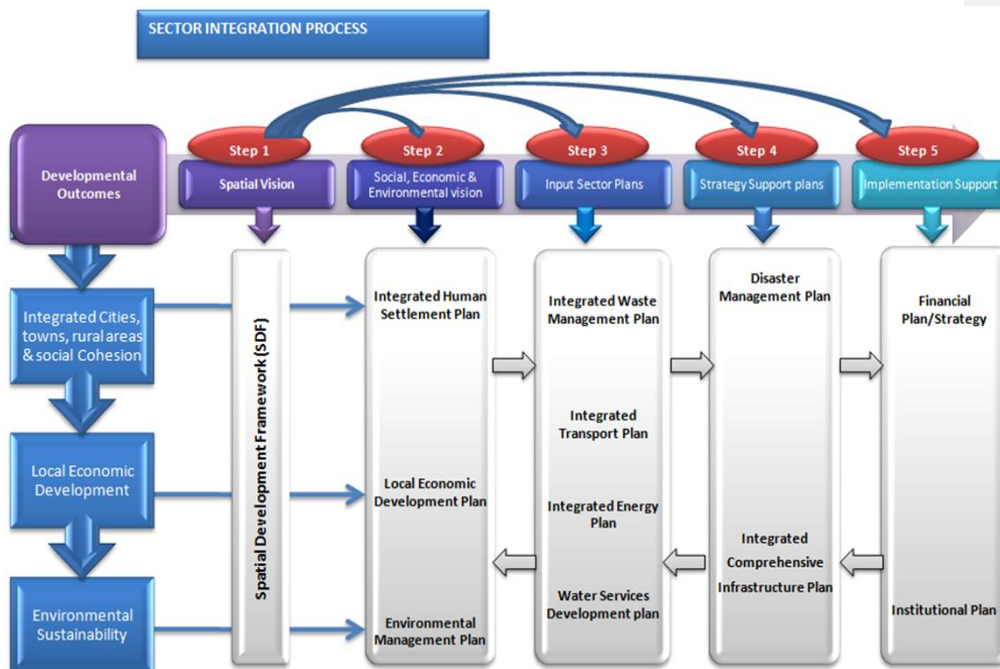 SECTOR INTEGRATION PROCESS
Developmental
Outcomes
Step 1
Spatial Vision
Step 2
Social, Economic &
Environmental vision
Step 3
Input Sector Plans
Step 4
Strategy Support plans
Step 5
Implementation Support
Integrated Cities,
towns, rural areas
& social Cohesion
Local Economic
Development
Environmental
Sustainability
Spatial Development Framework (SDF)
Integrated Human
Settlement Plan
Local Economic
Development Plan
Environmental
Management Plan
Integrated Waste
Management Plan
Integrated
Transport Plan
Integrated Energy
Plan
Water Services
Development plan
Disaster
Management Plan
Integrated
Comprehensive
Infrastructure Plan
Financial
Plan/Strategy
Institutional Plan